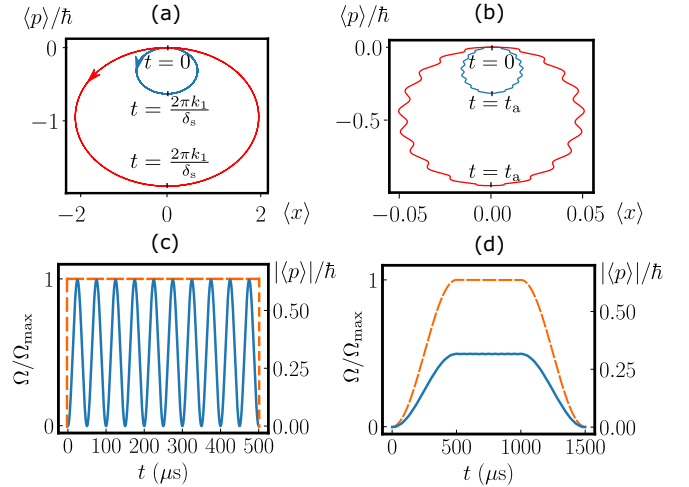 (a)
⟨p⟩/ħ
0
−1
t = 0
t = 2πk₁/δₛ
t = 2πk₁/δₛ
−2 0 2 ⟨x⟩
(b)
⟨p⟩/ħ
0.0
−0.5
t = 0
t = tₐ
t = tₐ
−0.05 0.00 0.05
⟨x⟩
(c)
|⟨p⟩|/ħ
1
0
Ω/Ωₘₐₓ
0.50
0.25
0.00
0 100 200 300 400 500
t (μs)
(d)
|⟨p⟩|/ħ
1
0
Ω/Ωₘₐₓ
0.50
0.25
0.00
0 500 1000 1500
t (μs)